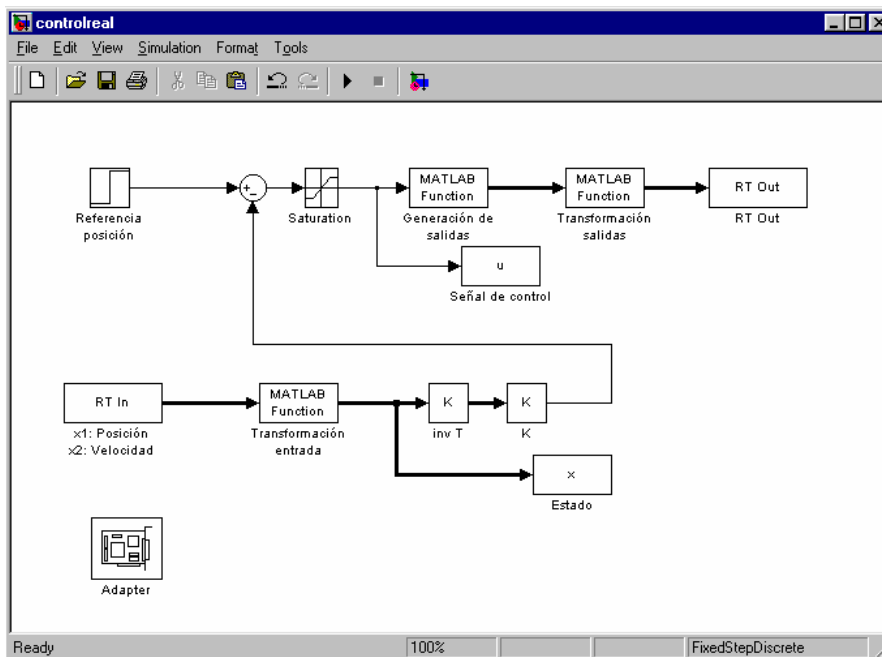 controlreal
File Edit View Simulation Format Tools
Referencia
posición
+
-
Saturation
MATLAB
Function
Generación de
salidas
MATLAB
Function
Transformación
salidas
RT Out
RT Out
u
Señal de control
RT In
x1: Posición
x2: Velocidad
MATLAB
Function
Transformación
entrada
K
inv T
K
K
x
Estado
Adapter
Ready 100% FixedStepDiscrete